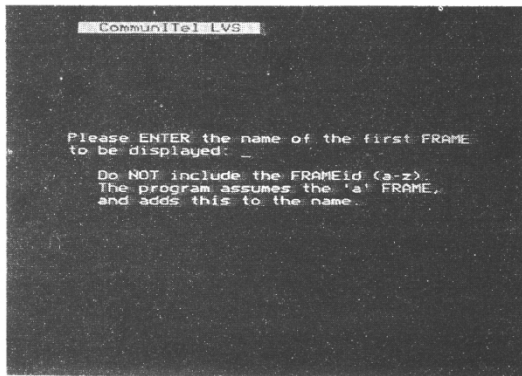 CommunITel LVS
Please ENTER the name of the first FRAME
to be displayed: _
Do NOT include the FRAMEid (a-z).
The program assumes the 'a' FRAME,
and adds this to the name.